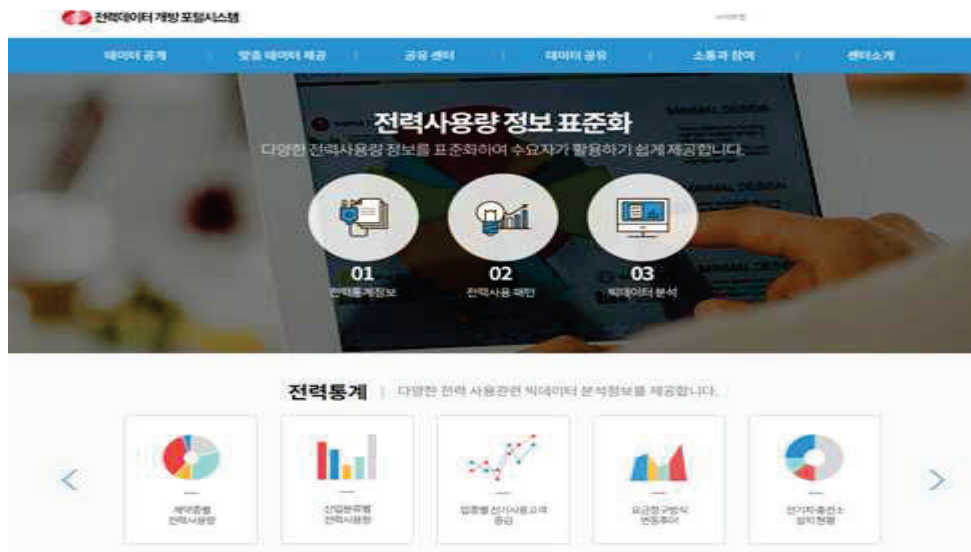 전력데이터 개방 포털시스템
사이트맵
데이터 공개 | 맞춤 데이터 제공 | 공유 센터 | 데이터 공유 | 소통과 참여 | 센터소개
전력사용량 정보 표준화
다양한 전력사용량 정보를 표준화하여 수요자가 활용하기 쉽게 제공합니다.
MINIMAL DESIGN
01
02
03
전력통계정보
전력사용 패턴
빅데이터 분석
전력통계 | 다양한 전력 사용관련 빅데이터 분석정보를 제공합니다.
계약종별
전력사용량
산업분류별
전력사용량
업종별 전기사용고객
증감
요금청구방식
변동추이
전기차 충전소
설치현황